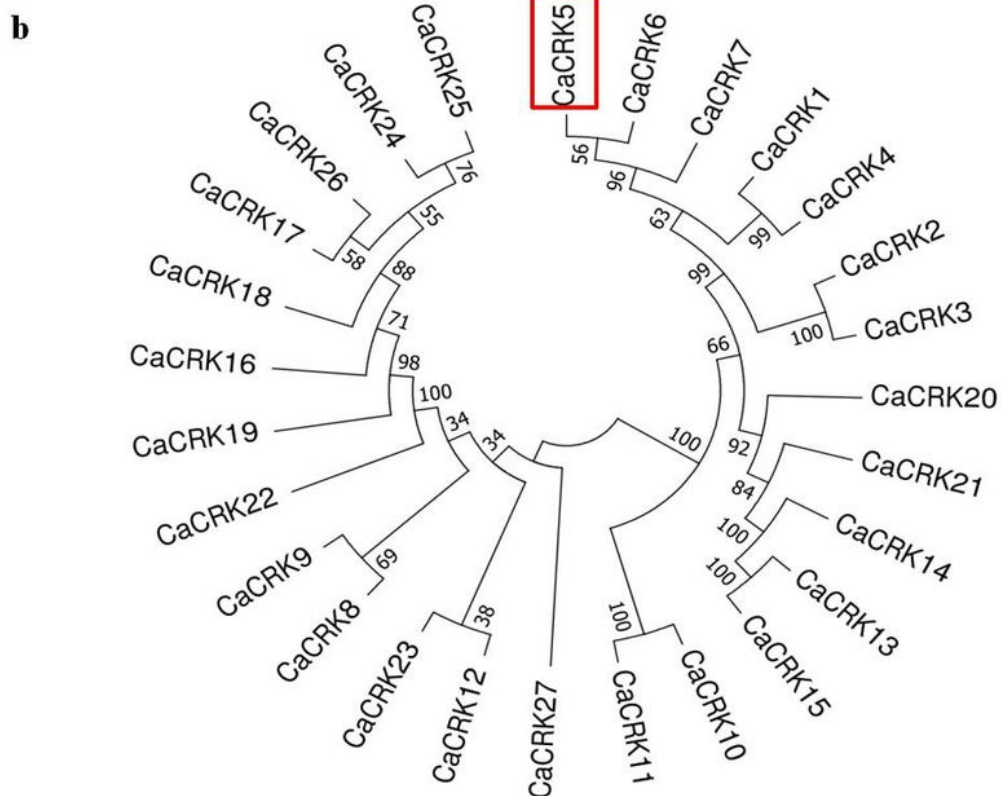 b
CaCRK5
CaCRK6
CaCRK7
CaCRK1
CaCRK4
CaCRK2
CaCRK3
CaCRK20
CaCRK21
CaCRK14
CaCRK13
CaCRK15
CaCRK10
CaCRK11
CaCRK27
CaCRK12
CaCRK23
CaCRK8
CaCRK9
CaCRK22
CaCRK19
CaCRK16
CaCRK18
CaCRK17
CaCRK26
CaCRK24
CaCRK25
56
96
63
99
99
100
66
92
84
100
100
100
100
38
69
34
34
100
98
71
88
58
55
76